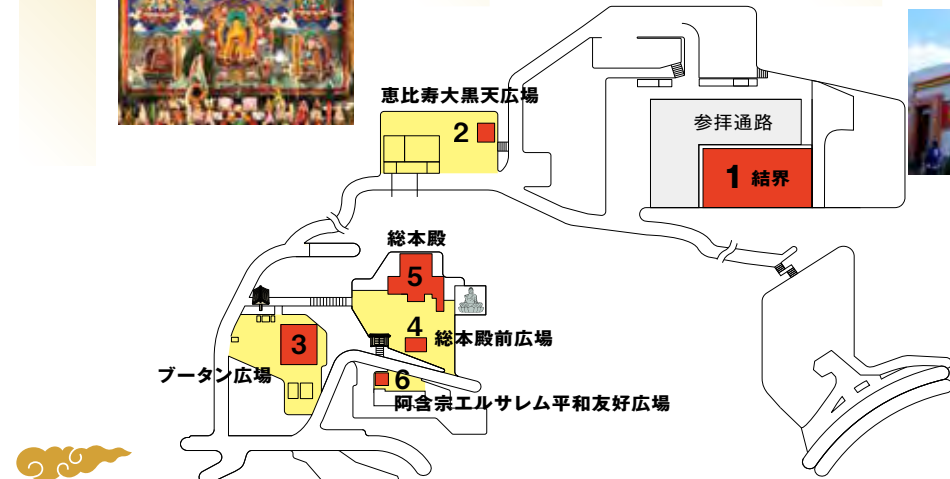 恵比寿大黒天広場
2
参拝通路
1 結界
総本殿
5
4
総本殿前広場
3
ブータン広場
6
阿含宗エルサレム平和友好広場